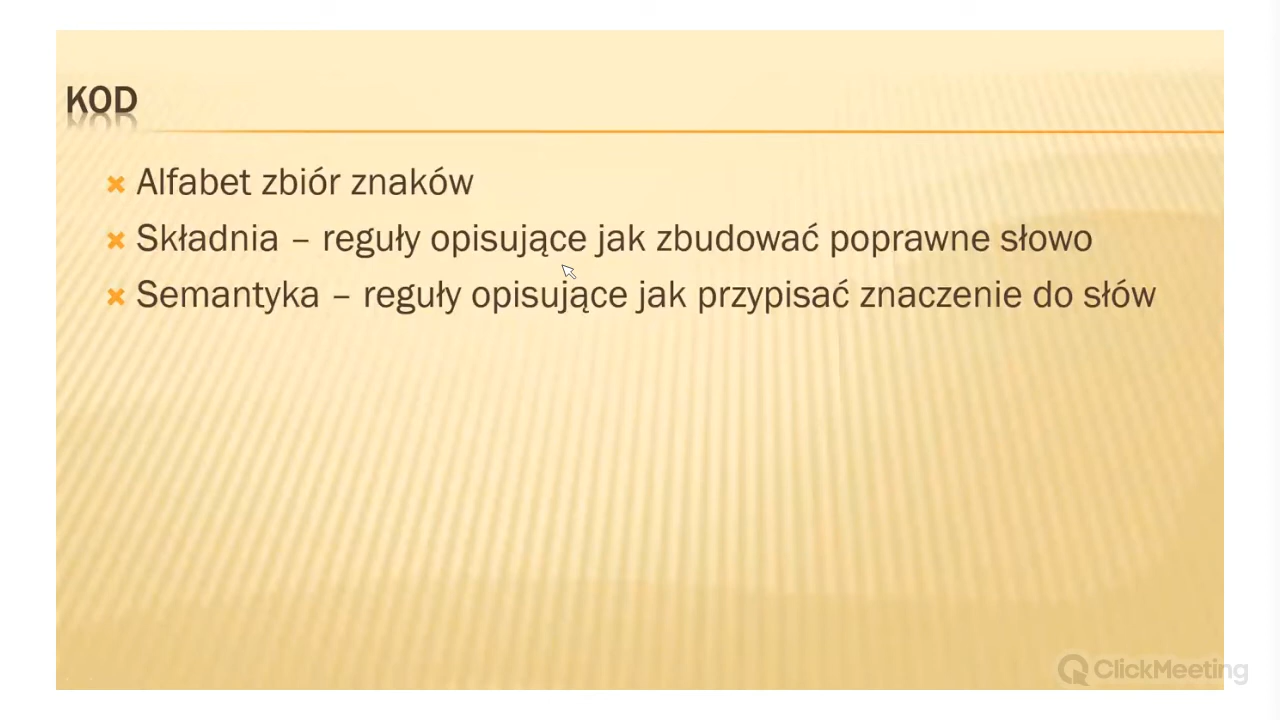 KOD
Alfabet zbiór znaków
Składnia – reguły opisujące jak zbudować poprawne słowo
Semantyka – reguły opisujące jak przypisać znaczenie do słów
ClickMeeting